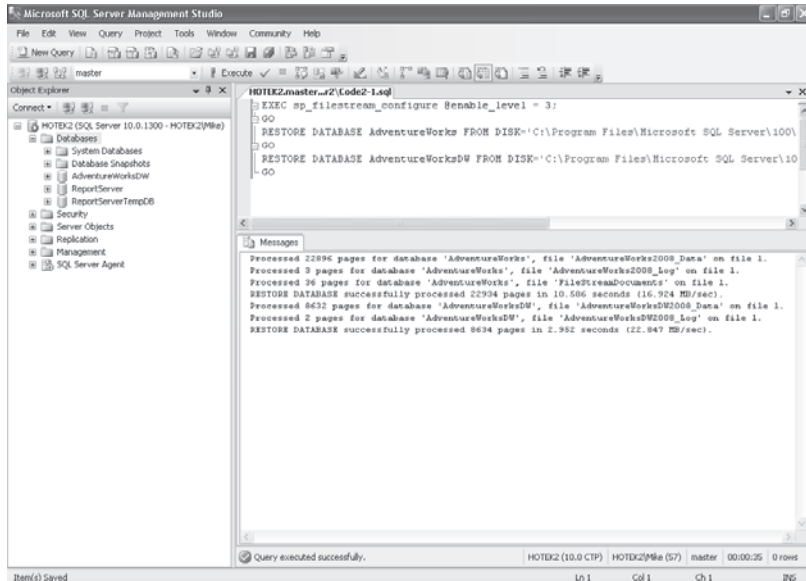 Microsoft SQL Server Management Studio
File Edit View Query Project Tools Window Community Help
New Query
master Execute
Object Explorer
HOTEK2.master...r2\Code2-1.sql
Connect
EXEC sp_filestream_configure @enable_level = 3;
GO
RESTORE DATABASE AdventureWorks FROM DISK='C:\Program Files\Microsoft SQL Server\100\
GO
RESTORE DATABASE AdventureWorksDW FROM DISK='C:\Program Files\Microsoft SQL Server\10
GO
HOTEK2 (SQL Server 10.0.1300 - HOTEK2\Mike)
Databases
System Databases
Database Snapshots
AdventureWorksDW
ReportServer
ReportServerTempDB
Security
Server Objects
Replication
Management
SQL Server Agent
Messages
Processed 22896 pages for database 'AdventureWorks', file 'AdventureWorks2008_Data' on file 1.
Processed 3 pages for database 'AdventureWorks', file 'AdventureWorks2008_Log' on file 1.
Processed 36 pages for database 'AdventureWorks', file 'FileStreamDocuments' on file 1.
RESTORE DATABASE successfully processed 22934 pages in 10.586 seconds (16.924 MB/sec).
Processed 8632 pages for database 'AdventureWorksDW', file 'AdventureWorksDW2008_Data' on file 1.
Processed 2 pages for database 'AdventureWorksDW', file 'AdventureWorksDW2008_Log' on file 1.
RESTORE DATABASE successfully processed 8634 pages in 2.952 seconds (22.847 MB/sec).
Query executed successfully. HOTEK2 (10.0 CTP) HOTEK2\Mike (57) master 00:00:35 0 rows
Item(s) Saved Ln 1 Col 1 Ch 1 INS